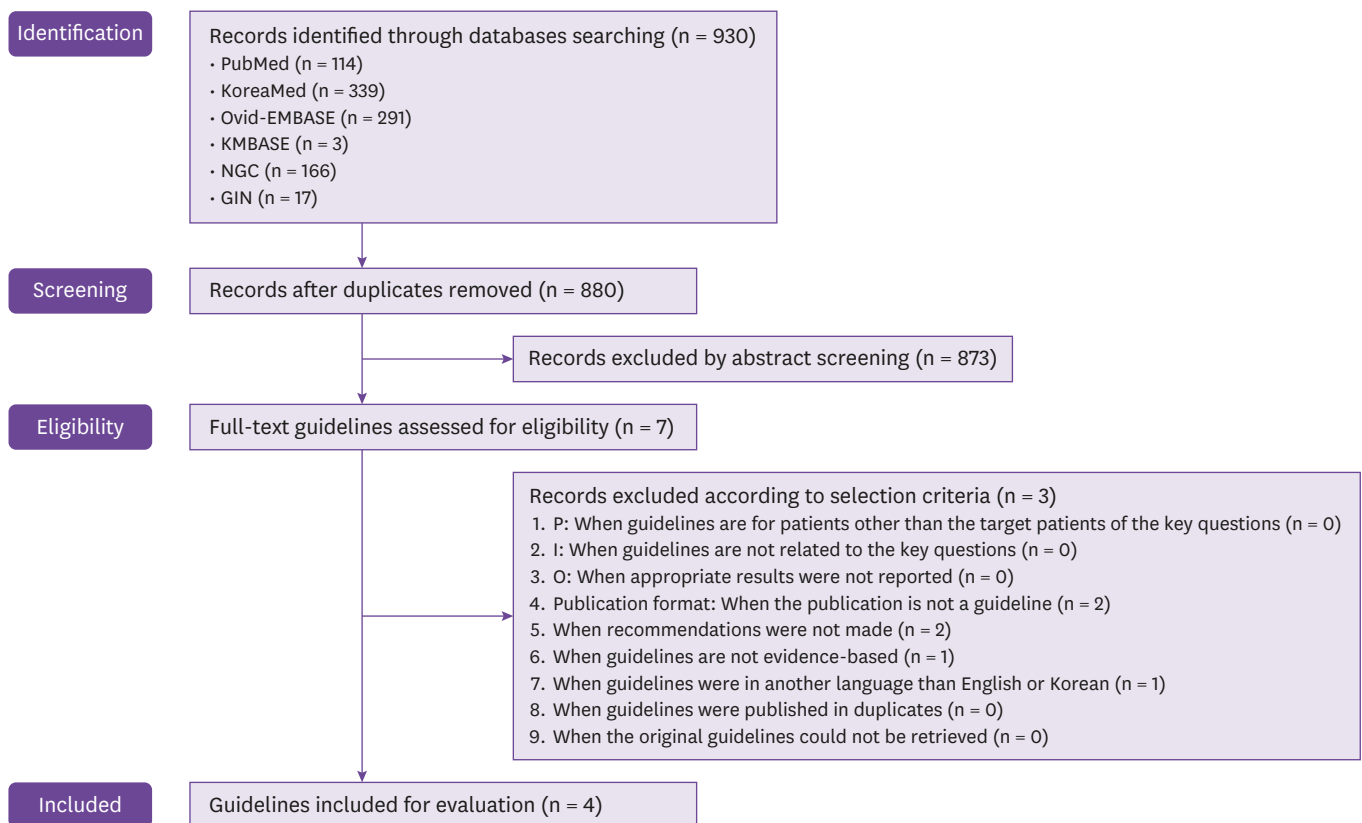 Identification
Records identified through databases searching (n = 930)
• PubMed (n = 114)
• KoreaMed (n = 339)
• Ovid-EMBASE (n = 291)
• KMBASE (n = 3)
• NGC (n = 166)
• GIN (n = 17)
Screening
Records after duplicates removed (n = 880)
Records excluded by abstract screening (n = 873)
Eligibility
Full-text guidelines assessed for eligibility (n = 7)
Records excluded according to selection criteria (n = 3)
1. P: When guidelines are for patients other than the target patients of the key questions (n = 0)
2. I: When guidelines are not related to the key questions (n = 0)
3. O: When appropriate results were not reported (n = 0)
4. Publication format: When the publication is not a guideline (n = 2)
5. When recommendations were not made (n = 2)
6. When guidelines are not evidence-based (n = 1)
7. When guidelines were in another language than English or Korean (n = 1)
8. When guidelines were published in duplicates (n = 0)
9. When the original guidelines could not be retrieved (n = 0)
Included
Guidelines included for evaluation (n = 4)